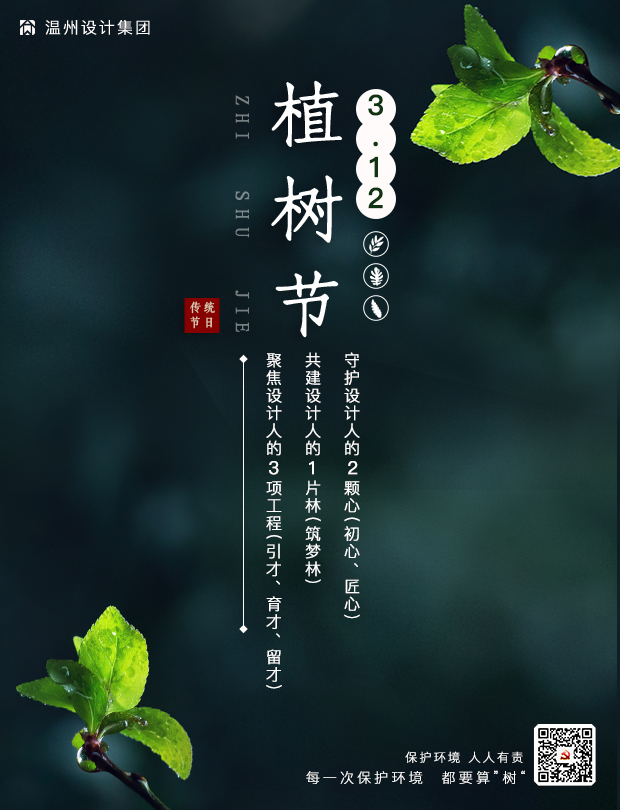 温州设计集团
3.12
植树节
ZHI SHU JIE
传统
节日
守护设计人的2颗心(初心、匠心)
共建设计人的1片林(筑梦林)
聚焦设计人的3项工程(引才、育才、留才)
保护环境 人人有责
每一次保护环境 都要算”树“